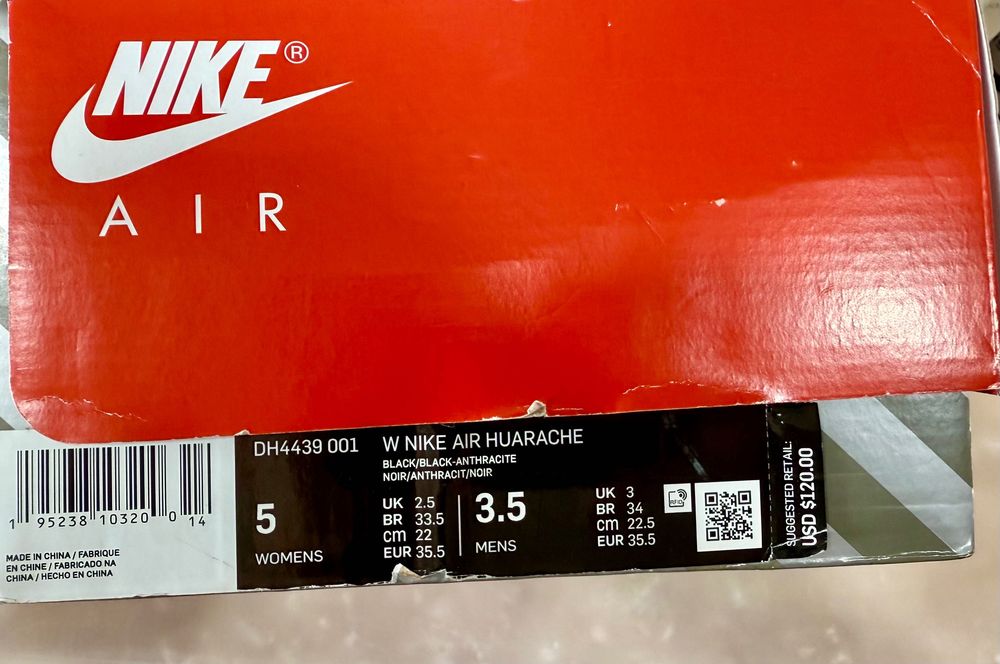 NIKE®
AIR
1 95238 10320 0 14
MADE IN CHINA / FABRIQUE
EN CHINE / FABRICADO NA
CHINA / HECHO EN CHINA
DH4439 001 W NIKE AIR HUARACHE
BLACK/BLACK-ANTHRACITE
NOIR/ANTHRACIT/NOIR
5
WOMENS
UK 2.5
BR 33.5
cm 22
EUR 35.5
3.5
MENS
UK 3
BR 34
cm 22.5
EUR 35.5
RFID
SUGGESTED RETAIL:
USD $120.00